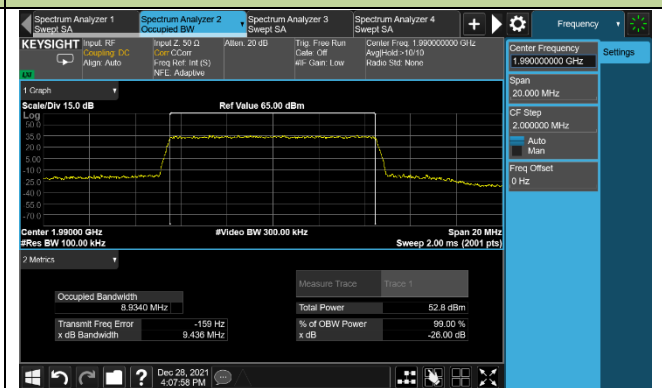 Spectrum Analyzer 1
Swept SA
Spectrum Analyzer 2
Occupied BW
Spectrum Analyzer 3
Swept SA
Spectrum Analyzer 4
Swept SA
Frequency
KEYSIGHT
Input: RF
Coupling: DC
Align: Auto
Input Z: 50 Ω
Corr CCorr
Freq Ref: Int (S)
NFE: Adaptive
Atten: 20 dB
Trig: Free Run
Gate: Off
#IF Gain: Low
Center Freq: 1.990000000 GHz
Avg|Hold:>10/10
Radio Std: None
Center Frequency
1.990000000 GHz
Settings
Span
20.000 MHz
CF Step
2.000000 MHz
Auto
Man
Freq Offset
0 Hz
1 Graph
Scale/Div 15.0 dB
Ref Value 65.00 dBm
Log
50.0
35.0
20.0
5.00
-10.0
-25.0
-40.0
-55.0
-70.0
Center 1.99000 GHz
#Video BW 300.00 kHz
Span 20 MHz
#Res BW 100.00 kHz
Sweep 2.00 ms (2001 pts)
2 Metrics
Measure Trace
Trace 1
Occupied Bandwidth
8.9340 MHz
Total Power
52.8 dBm
Transmit Freq Error
-159 Hz
% of OBW Power
99.00 %
x dB Bandwidth
9.436 MHz
x dB
-26.00 dB
Dec 28, 2021
4:07:58 PM